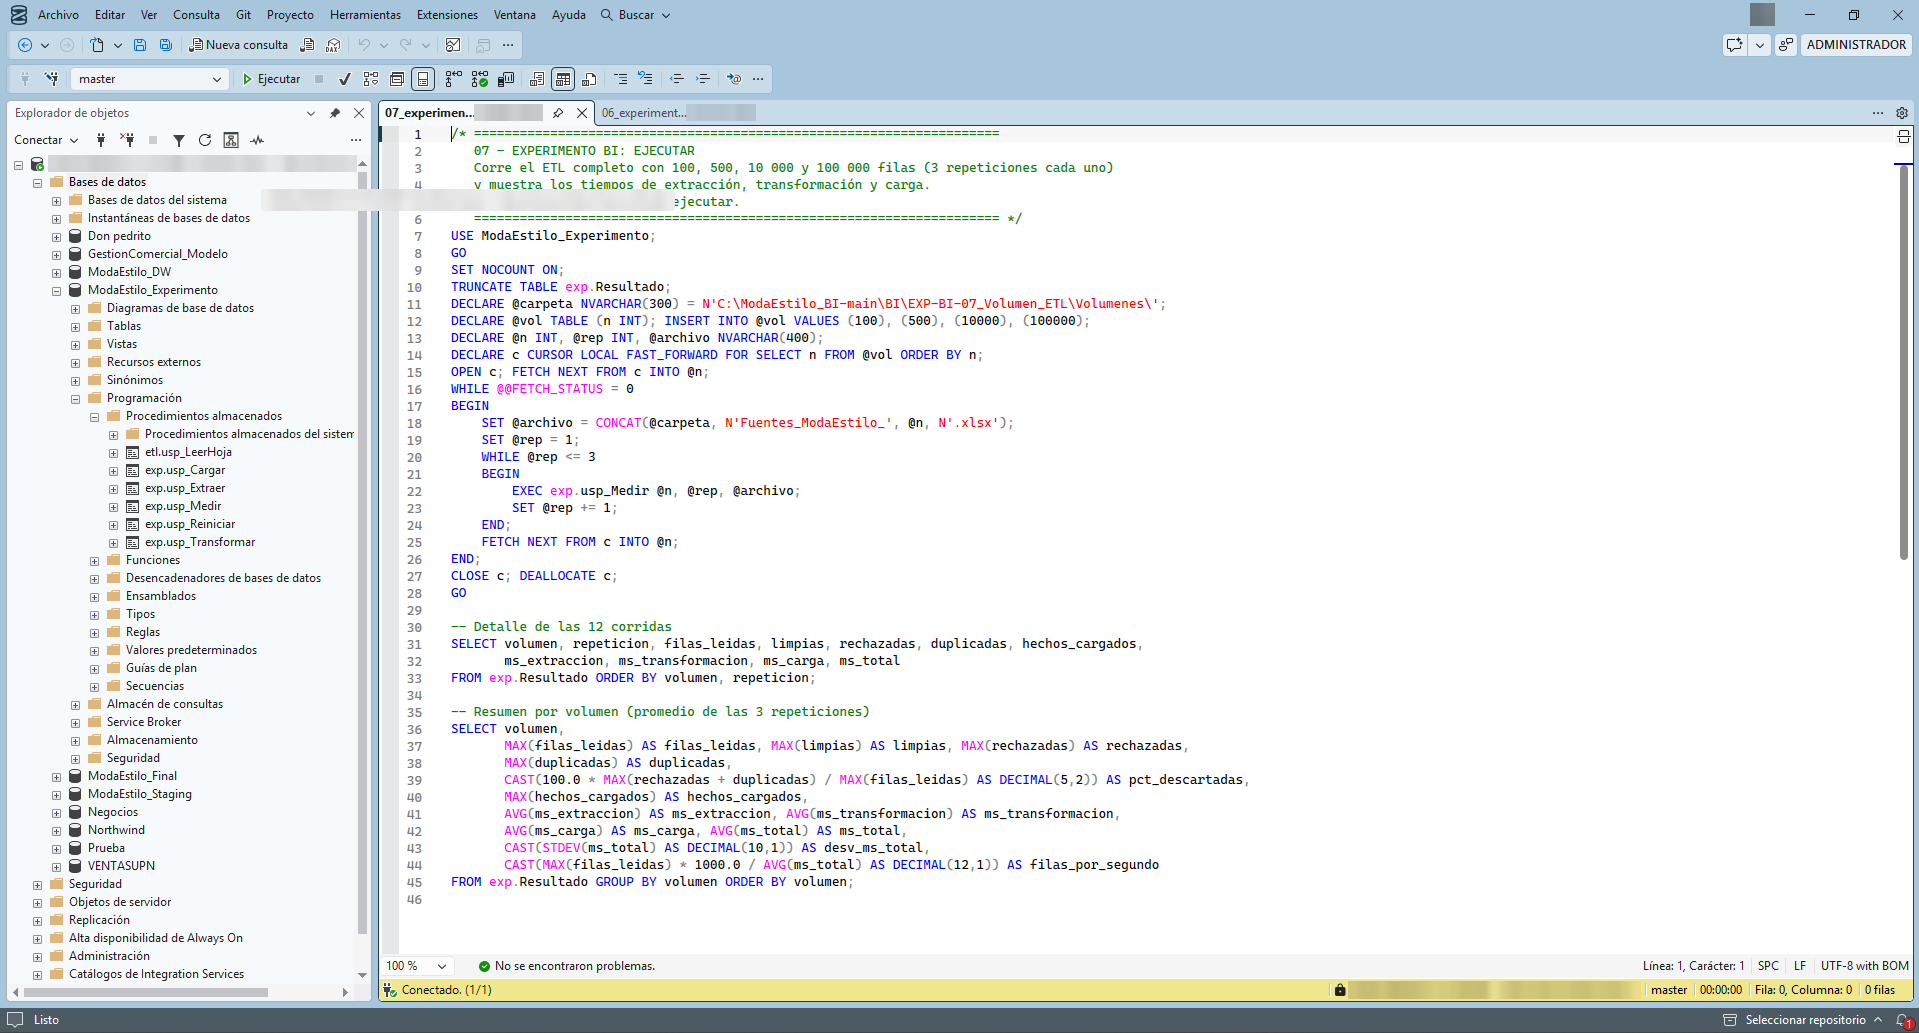 Archivo Editar Ver Consulta Git Proyecto Herramientas Extensiones Ventana Ayuda Buscar
Nueva consulta ADMINISTRADOR
master Ejecutar
Explorador de objetos
Conectar
Bases de datos
Bases de datos del sistema
Instantáneas de bases de datos
Don pedrito
GestionComercial_Modelo
ModaEstilo_DW
ModaEstilo_Experimento
Diagramas de base de datos
Tablas
Vistas
Recursos externos
Sinónimos
Programación
Procedimientos almacenados
Procedimientos almacenados del sistem
etl.usp_LeerHoja
exp.usp_Cargar
exp.usp_Extraer
exp.usp_Medir
exp.usp_Reiniciar
exp.usp_Transformar
Funciones
Desencadenadores de bases de datos
Ensamblados
Tipos
Reglas
Valores predeterminados
Guías de plan
Secuencias
Almacén de consultas
Service Broker
Almacenamiento
Seguridad
ModaEstilo_Final
ModaEstilo_Staging
Negocios
Northwind
Prueba
VENTASUPN
Seguridad
Objetos de servidor
Replicación
Alta disponibilidad de Always On
Administración
Catálogos de Integration Services
07_experimen... 06_experiment...
1 /* =====================================================================
2 07 - EXPERIMENTO BI: EJECUTAR
3 Corre el ETL completo con 100, 500, 10 000 y 100 000 filas (3 repeticiones cada uno)
4 y muestra los tiempos de extracción, transformación y carga.
ejecutar.
6 ===================================================================== */
7 USE ModaEstilo_Experimento;
8 GO
9 SET NOCOUNT ON;
10 TRUNCATE TABLE exp.Resultado;
11 DECLARE @carpeta NVARCHAR(300) = N'C:\ModaEstilo_BI-main\BI\EXP-BI-07_Volumen_ETL\Volumenes\';
12 DECLARE @vol TABLE (n INT); INSERT INTO @vol VALUES (100), (500), (10000), (100000);
13 DECLARE @n INT, @rep INT, @archivo NVARCHAR(400);
14 DECLARE c CURSOR LOCAL FAST_FORWARD FOR SELECT n FROM @vol ORDER BY n;
15 OPEN c; FETCH NEXT FROM c INTO @n;
16 WHILE @@FETCH_STATUS = 0
17 BEGIN
18 SET @archivo = CONCAT(@carpeta, N'Fuentes_ModaEstilo_', @n, N'.xlsx');
19 SET @rep = 1;
20 WHILE @rep <= 3
21 BEGIN
22 EXEC exp.usp_Medir @n, @rep, @archivo;
23 SET @rep += 1;
24 END;
25 FETCH NEXT FROM c INTO @n;
26 END;
27 CLOSE c; DEALLOCATE c;
28 GO
29
30 -- Detalle de las 12 corridas
31 SELECT volumen, repeticion, filas_leidas, limpias, rechazadas, duplicadas, hechos_cargados,
32 ms_extraccion, ms_transformacion, ms_carga, ms_total
33 FROM exp.Resultado ORDER BY volumen, repeticion;
34
35 -- Resumen por volumen (promedio de las 3 repeticiones)
36 SELECT volumen,
37 MAX(filas_leidas) AS filas_leidas, MAX(limpias) AS limpias, MAX(rechazadas) AS rechazadas,
38 MAX(duplicadas) AS duplicadas,
39 CAST(100.0 * MAX(rechazadas + duplicadas) / MAX(filas_leidas) AS DECIMAL(5,2)) AS pct_descartadas,
40 MAX(hechos_cargados) AS hechos_cargados,
41 AVG(ms_extraccion) AS ms_extraccion, AVG(ms_transformacion) AS ms_transformacion,
42 AVG(ms_carga) AS ms_carga, AVG(ms_total) AS ms_total,
43 CAST(STDEV(ms_total) AS DECIMAL(10,1)) AS desv_ms_total,
44 CAST(MAX(filas_leidas) * 1000.0 / AVG(ms_total) AS DECIMAL(12,1)) AS filas_por_segundo
45 FROM exp.Resultado GROUP BY volumen ORDER BY volumen;
46
100 % No se encontraron problemas. Línea: 1, Carácter: 1 SPC LF UTF-8 with BOM
Conectado. (1/1) master 00:00:00 Fila: 0, Columna: 0 0 filas
Listo Seleccionar repositorio 1